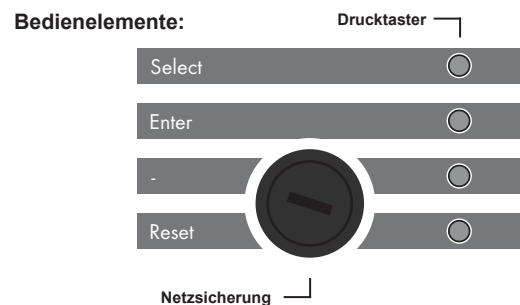 Bedienelemente:
Drucktaster
Select
Enter
-
Reset
Netzsicherung